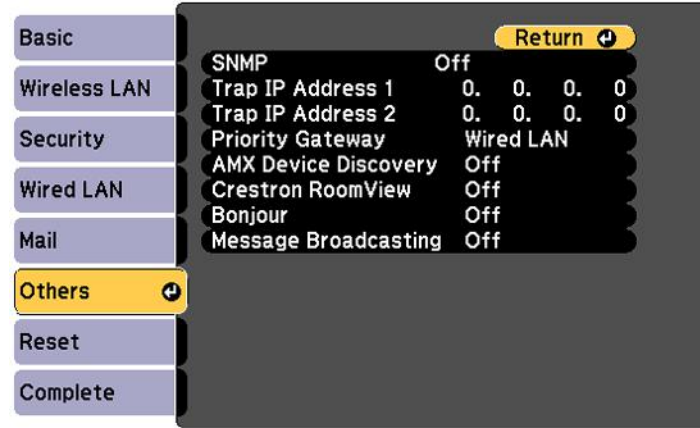 Basic
Wireless LAN
Security
Wired LAN
Mail
Others
Reset
Complete
Return
SNMP Off
Trap IP Address 1 0. 0. 0. 0
Trap IP Address 2 0. 0. 0. 0
Priority Gateway Wired LAN
AMX Device Discovery Off
Crestron RoomView Off
Bonjour Off
Message Broadcasting Off